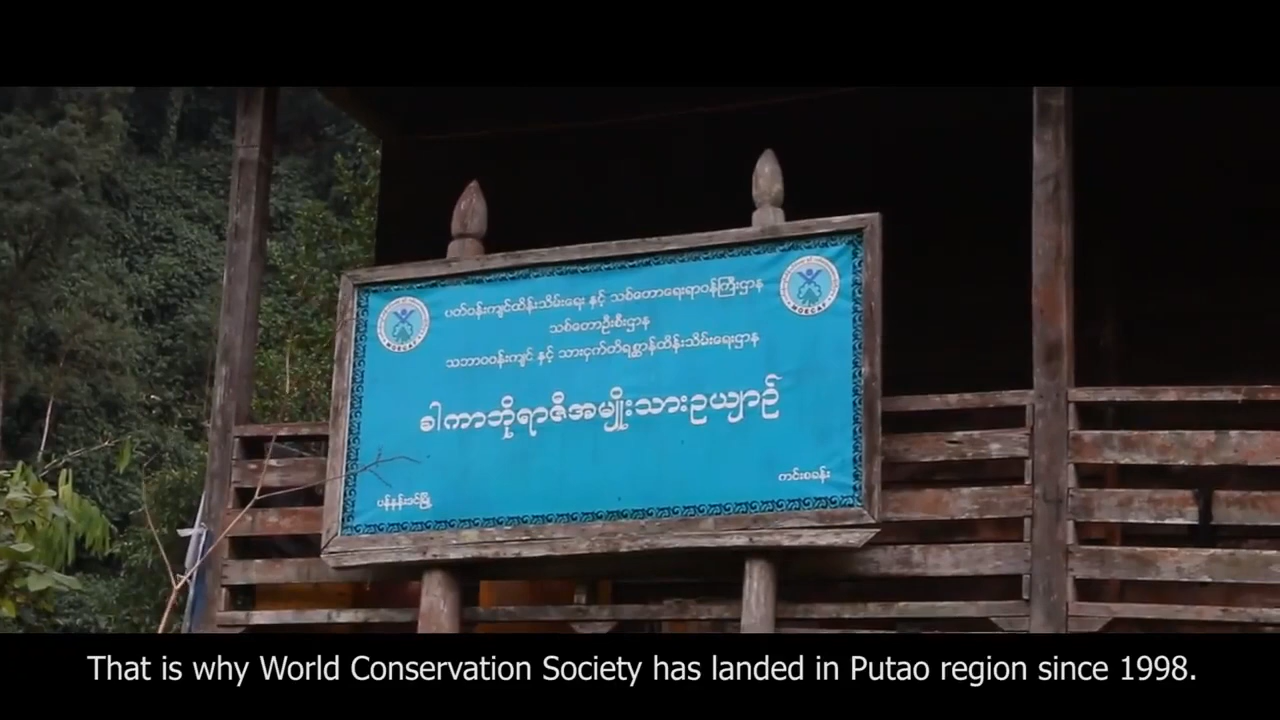 ပတ်ဝန်းကျင်ထိန်းသိမ်းရေး နှင့် သစ်တောရေးရာဝန်ကြီးဌာန
သစ်တောဦးစီးဌာန
သဘာဝဝန်းကျင် နှင့် သားငှက်တိရစ္ဆာန်ထိန်းသိမ်းရေးဌာန
ခါကာဘိုရာဇီအမျိုးသားဥယျာဉ်
ပန်နန်းဒင်မြို့
ကင်းစခန်း
That is why World Conservation Society has landed in Putao region since 1998.